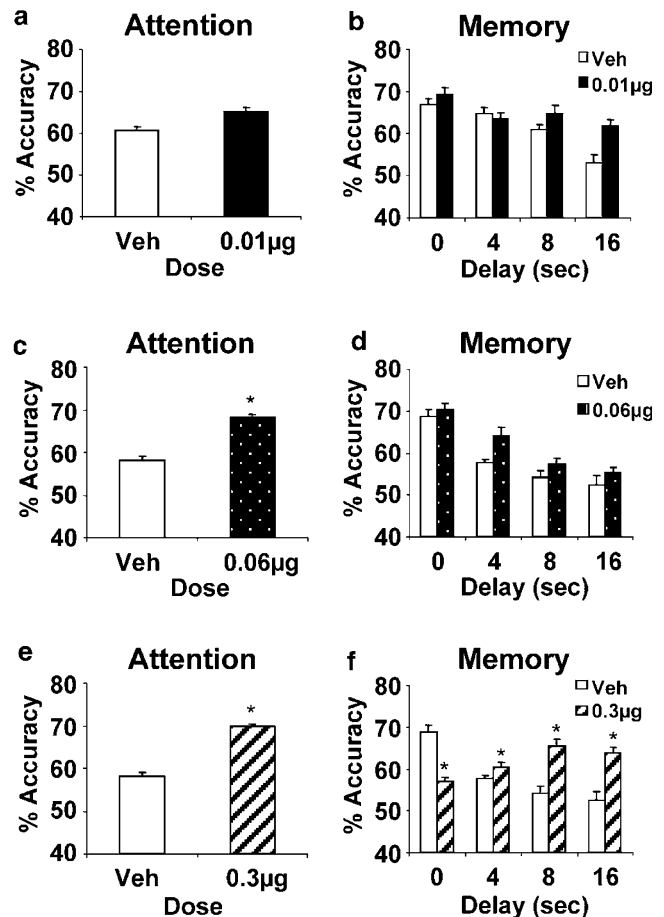 a
Attention
% Accuracy
80
70
60
50
40
Veh 0.01µg
Dose
b
Memory
% Accuracy
80
70
60
50
40
Veh
0.01µg
0 4 8 16
Delay (sec)
c
Attention
% Accuracy
80
70
60
50
40
*
Veh 0.06µg
Dose
d
Memory
% Accuracy
80
70
60
50
40
Veh
0.06µg
0 4 8 16
Delay (sec)
e
Attention
% Accuracy
80
70
60
50
40
*
Veh 0.3µg
Dose
f
Memory
% Accuracy
80
70
60
50
40
Veh
0.3µg
* * * *
0 4 8 16
Delay (sec)